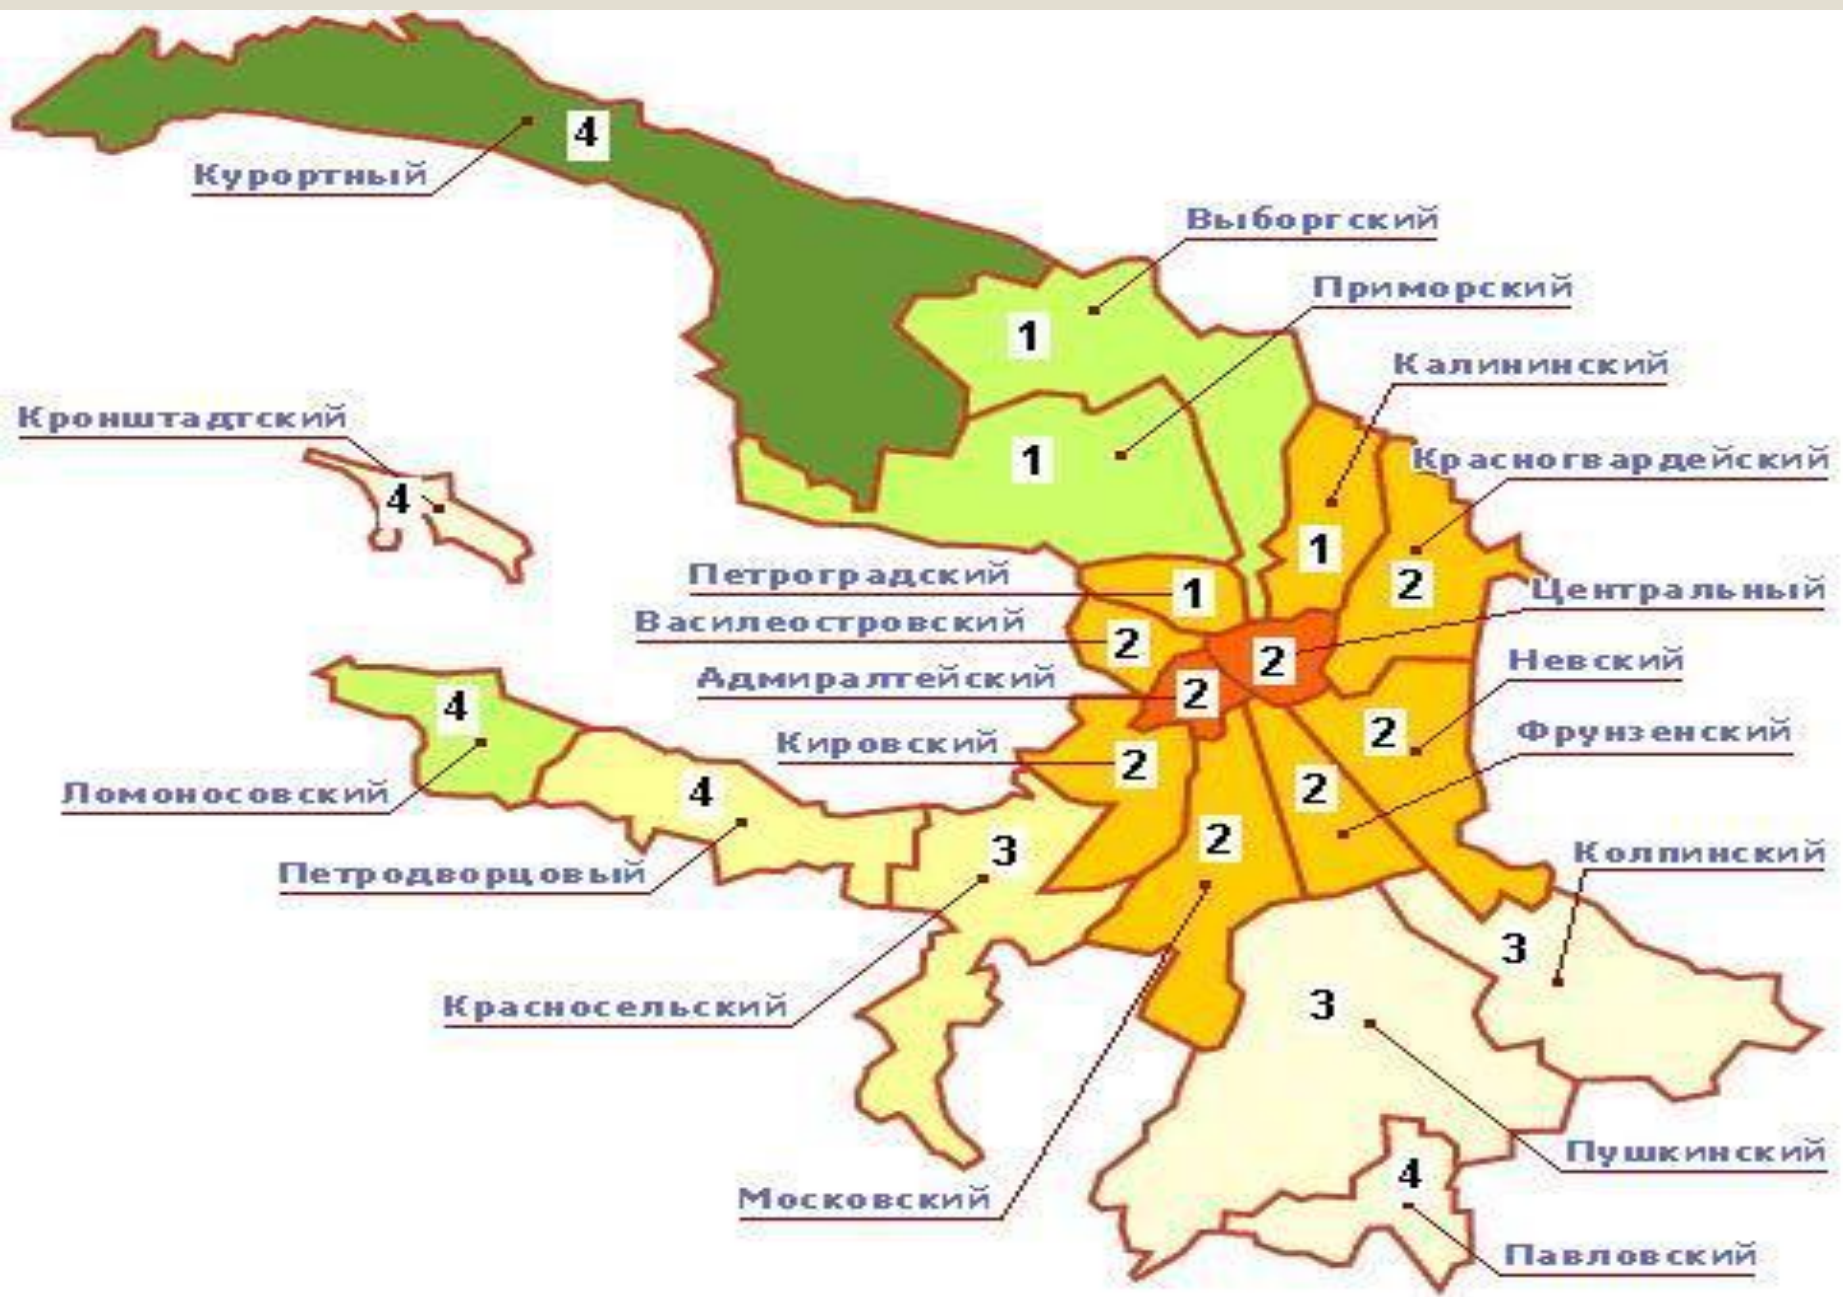 4
Курортный
Выборгский
Приморский
1
Калининский
Кронштадтский
1
Красногвардейский
4
1
2
Петроградский
1
Центральный
Василеостровский
2
2
Невский
Адмиралтейский
2
4
2
Фрунзенский
Кировский
2
Ломоносовский
4
2
2
3
Колпинский
Петродворцовый
3
Красносельский
3
Пушкинский
4
Московский
Павловский